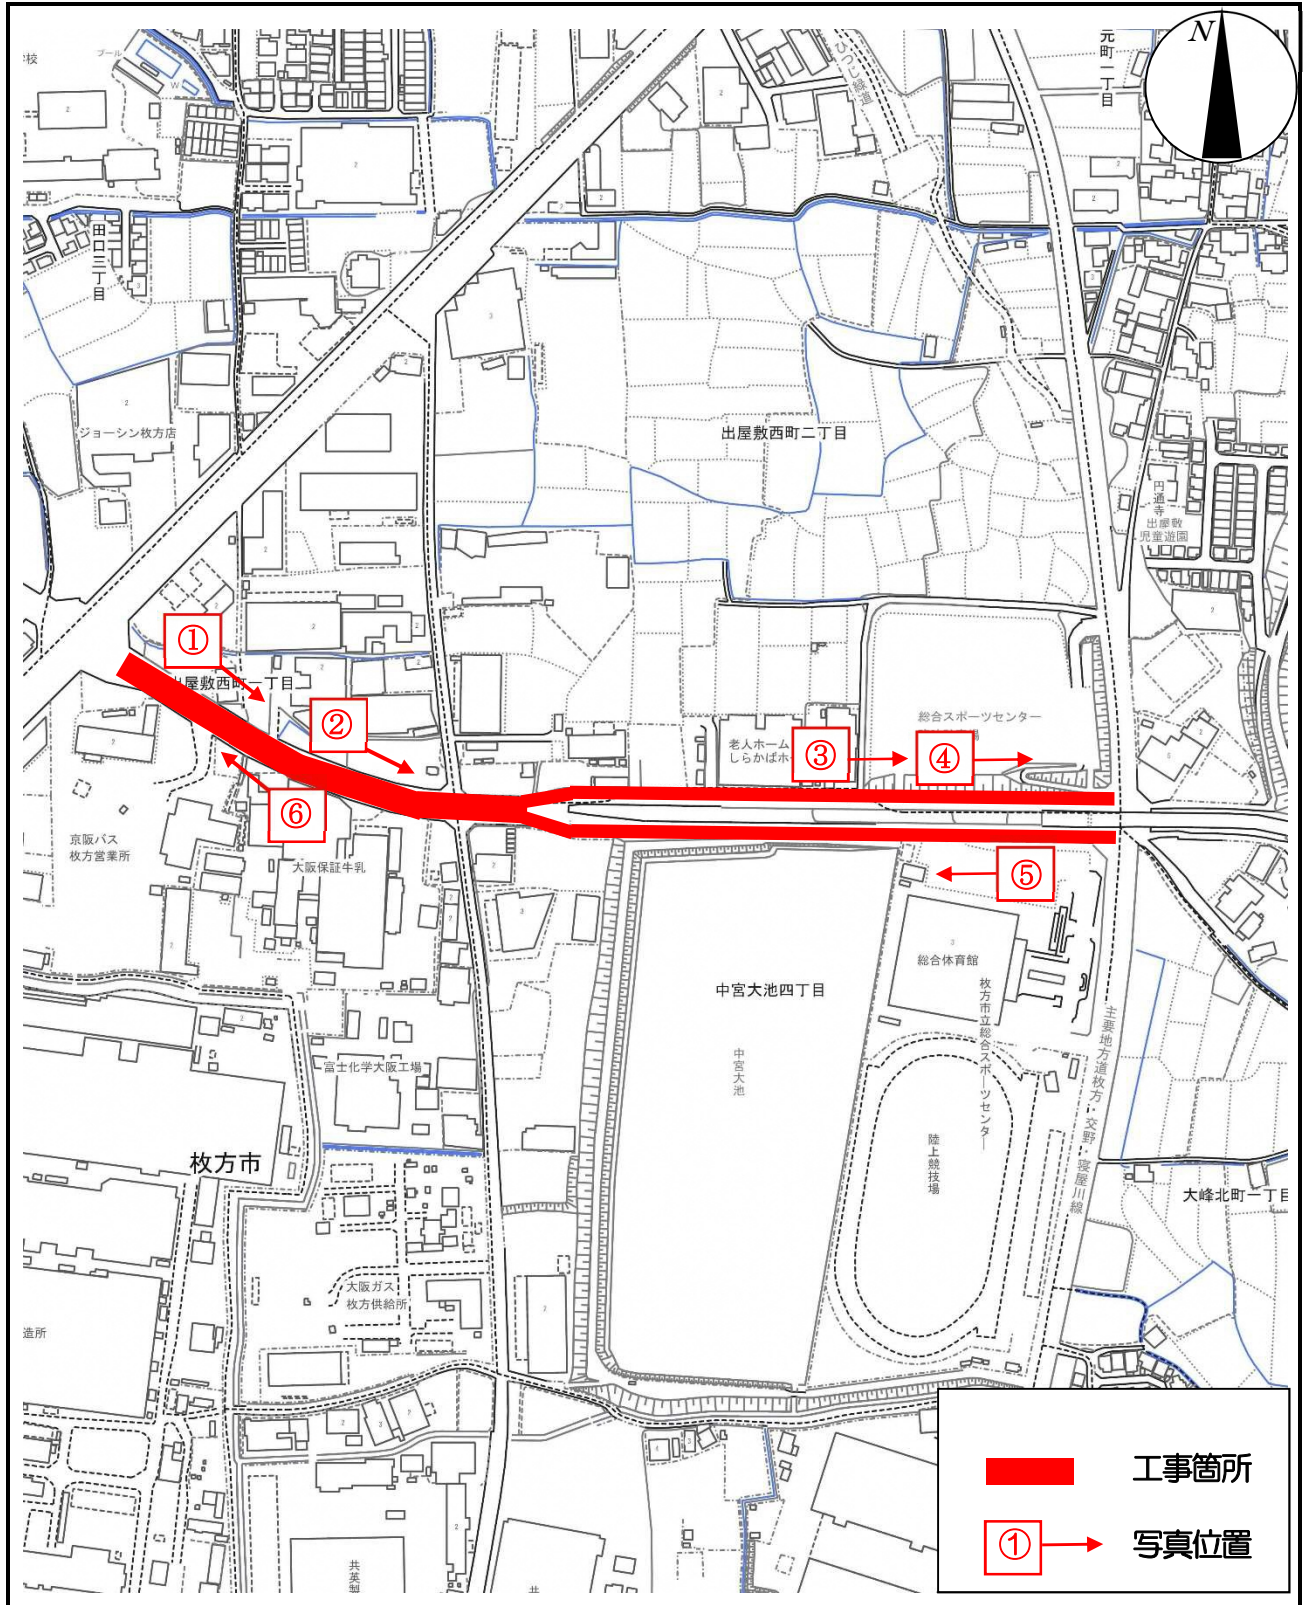 N
元町一丁目
ひつじ緑道
校
プール
W
田口三丁目
ジョーシン枚方店
出屋敷西町二丁目
円通寺
出屋敷
児童遊園
①
出屋敷西町一丁目
②
総合スポーツセンター
老人ホーム
しらかばホ
③
④
⑥
⑤
京阪バス
枚方営業所
大阪保証牛乳
総合体育館
中宮大池四丁目
枚方市立総合スポーツセンター
中宮大池
主要地方道枚方・交野・寝屋川線
富士化学大阪工場
陸上競技場
枚方市
大峰北町一丁目
大阪ガス
枚方供給所
造所
共英製
共
工事箇所
①
写真位置